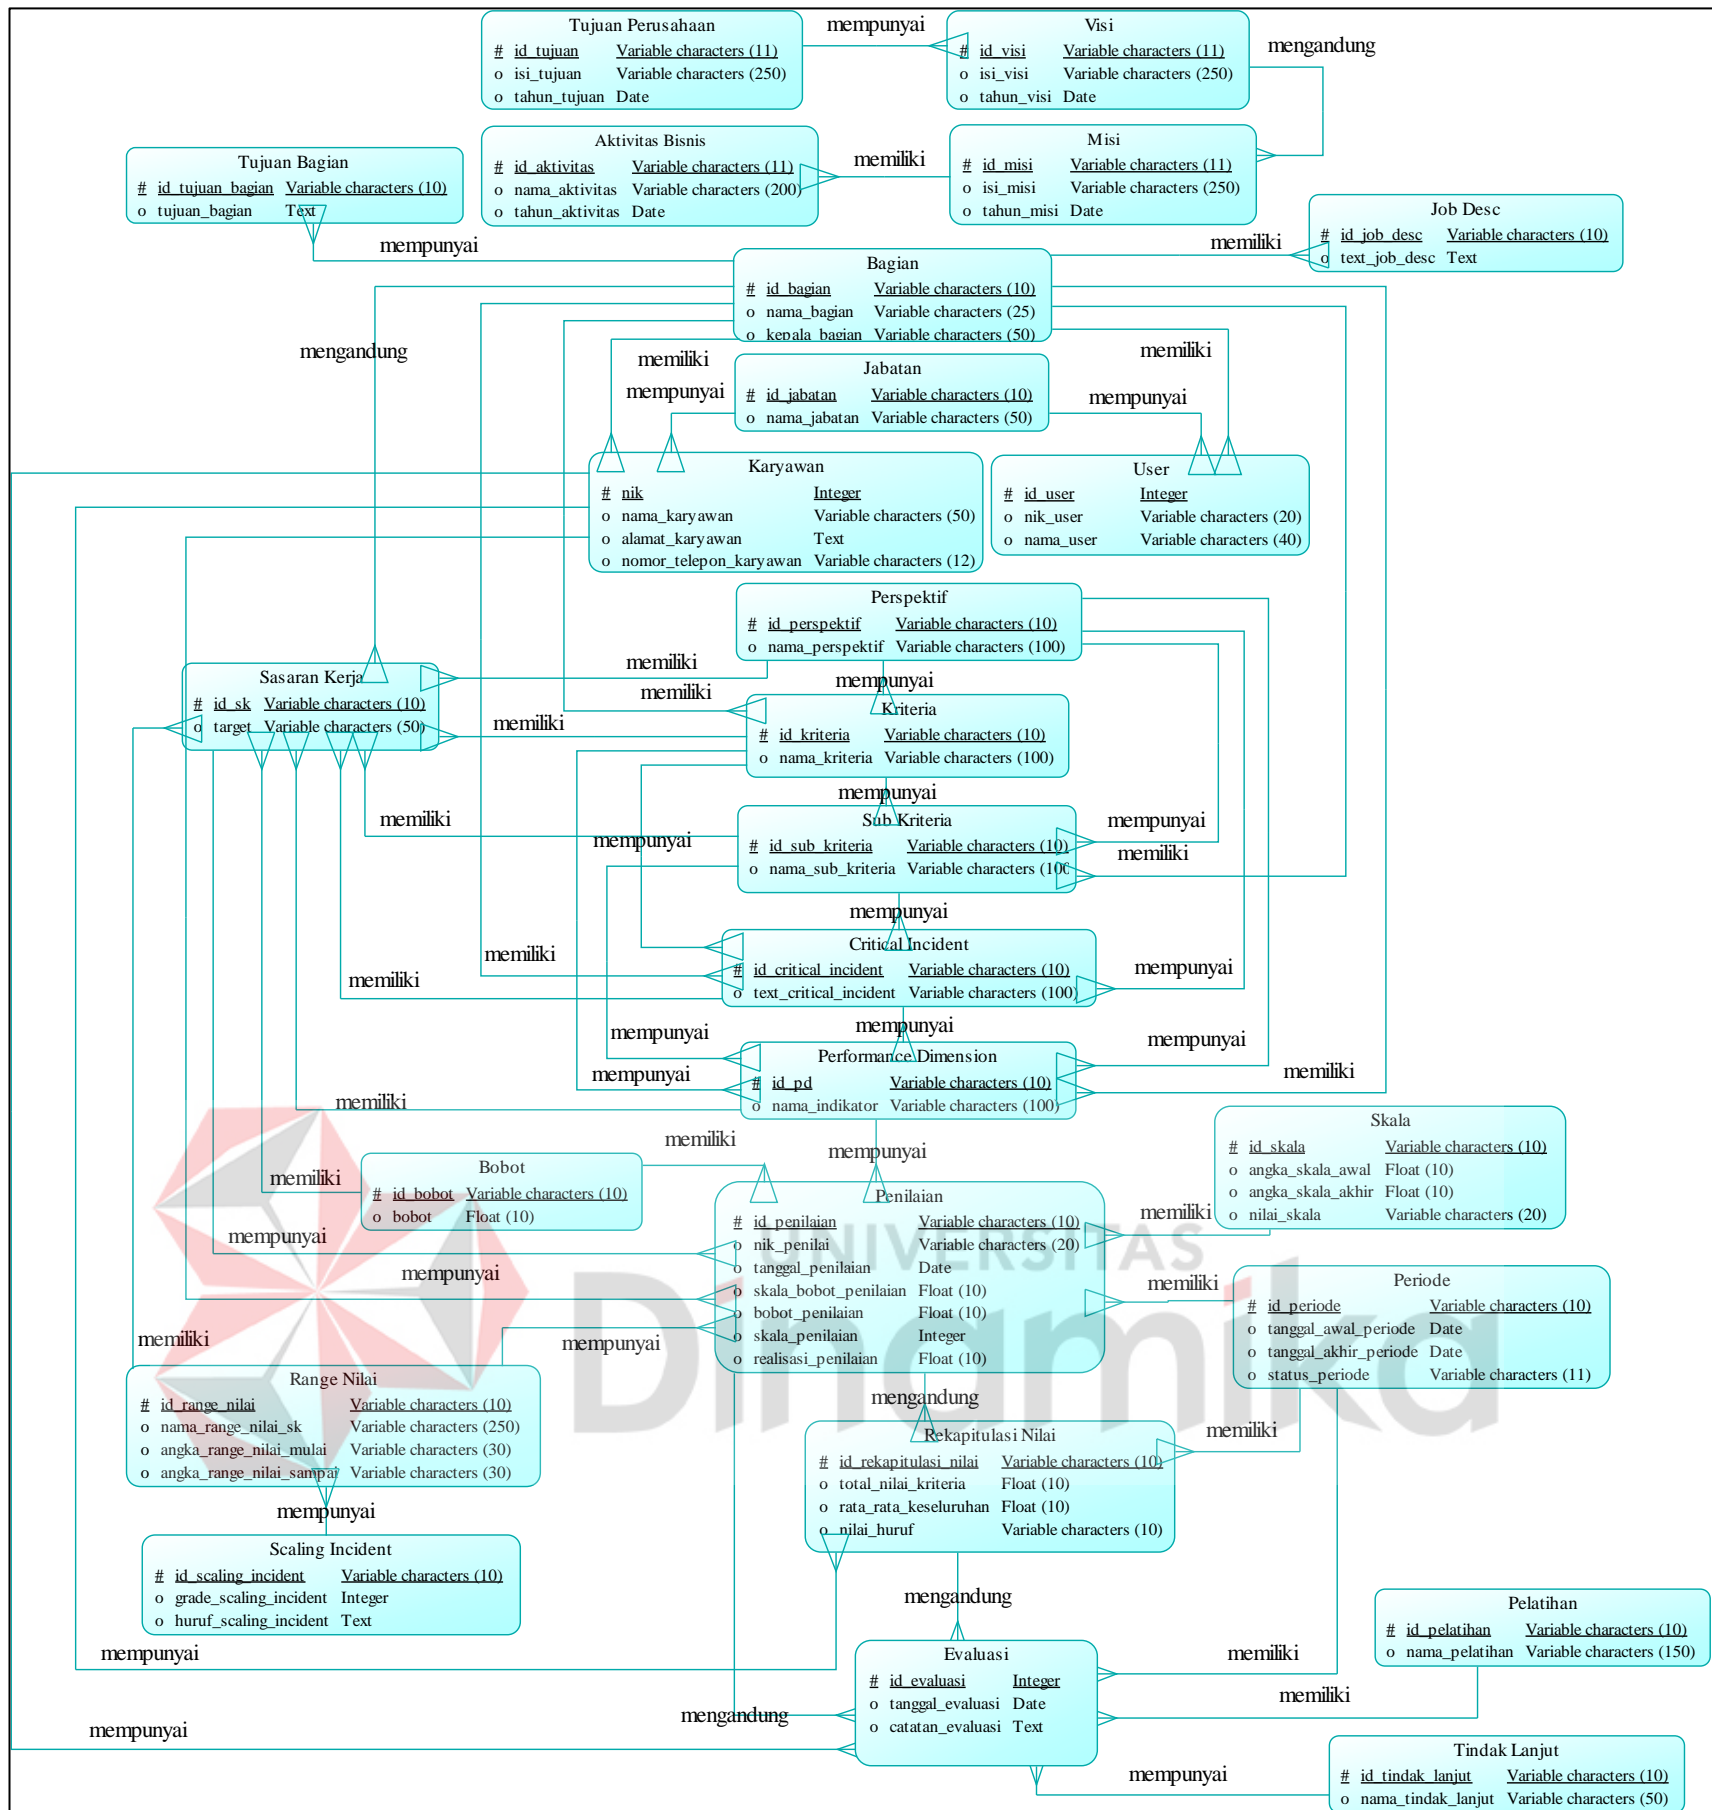 Tujuan Perusahaan
# id_tujuan Variable characters (11)
o isi_tujuan Variable characters (250)
o tahun_tujuan Date
mempunyai
Visi
# id_visi Variable characters (11)
o isi_visi Variable characters (250)
o tahun_visi Date
mengandung
Tujuan Bagian
# id_tujuan_bagian Variable characters (10)
o tujuan_bagian Text
Aktivitas Bisnis
# id_aktivitas Variable characters (11)
o nama_aktivitas Variable characters (200)
o tahun_aktivitas Date
memiliki
Misi
# id_misi Variable characters (11)
o isi_misi Variable characters (250)
o tahun_misi Date
Job Desc
# id_job_desc Variable characters (10)
o text_job_desc Text
mempunyai
memiliki
Bagian
# id_bagian Variable characters (10)
o nama_bagian Variable characters (25)
o kepala_bagian Variable characters (50)
mengandung
memiliki
memiliki
Jabatan
# id_jabatan Variable characters (10)
o nama_jabatan Variable characters (50)
mempunyai
mempunyai
Karyawan
# nik Integer
o nama_karyawan Variable characters (50)
o alamat_karyawan Text
o nomor_telepon_karyawan Variable characters (12)
User
# id_user Integer
o nik_user Variable characters (20)
o nama_user Variable characters (40)
Perspektif
# id_perspektif Variable characters (10)
o nama_perspektif Variable characters (100)
Sasaran Kerja
# id_sk Variable characters (10)
o target Variable characters (50)
memiliki
mempunyai
memiliki
memiliki
Kriteria
# id_kriteria Variable characters (10)
o nama_kriteria Variable characters (100)
mempunyai
memiliki
mempunyai
Sub Kriteria
# id_sub_kriteria Variable characters (10)
o nama_sub_kriteria Variable characters (100
mempunyai
memiliki
mempunyai
Critical Incident
# id_critical_incident Variable characters (10)
o text_critical_incident Variable characters (100)
memiliki
memiliki
mempunyai
mempunyai
mempunyai
mempunyai
Performance Dimension
# id_pd Variable characters (10)
o nama_indikator Variable characters (100)
mempunyai
memiliki
memiliki
memiliki
mempunyai
Skala
# id_skala Variable characters (10)
o angka_skala_awal Float (10)
o angka_skala_akhir Float (10)
o nilai_skala Variable characters (20)
Bobot
# id_bobot Variable characters (10)
o bobot Float (10)
memiliki
Penilaian
# id_penilaian Variable characters (10)
o nik_penilai Variable characters (20)
o tanggal_penilaian Date
o skala_bobot_penilaian Float (10)
o bobot_penilaian Float (10)
o skala_penilaian Integer
o realisasi_penilaian Float (10)
memiliki
mempunyai
mempunyai
memiliki
UNIVERSITAS
Dinamika
Periode
# id_periode Variable characters (10)
o tanggal_awal_periode Date
o tanggal_akhir_periode Date
o status_periode Variable characters (11)
memiliki
mempunyai
Range Nilai
# id_range_nilai Variable characters (10)
o nama_range_nilai_sk Variable characters (250)
o angka_range_nilai_mulai Variable characters (30)
o angka_range_nilai_sampai Variable characters (30)
mengandung
Rekapitulasi Nilai
# id_rekapitulasi_nilai Variable characters (10)
o total_nilai_kriteria Float (10)
o rata_rata_keseluruhan Float (10)
o nilai_huruf Variable characters (10)
memiliki
mempunyai
Scaling Incident
# id_scaling_incident Variable characters (10)
o grade_scaling_incident Integer
o huruf_scaling_incident Text
mengandung
Pelatihan
# id_pelatihan Variable characters (10)
o nama_pelatihan Variable characters (150)
mempunyai
Evaluasi
# id_evaluasi Integer
o tanggal_evaluasi Date
o catatan_evaluasi Text
memiliki
memiliki
mengandung
mempunyai
mempunyai
Tindak Lanjut
# id_tindak_lanjut Variable characters (10)
o nama_tindak_lanjut Variable characters (50)